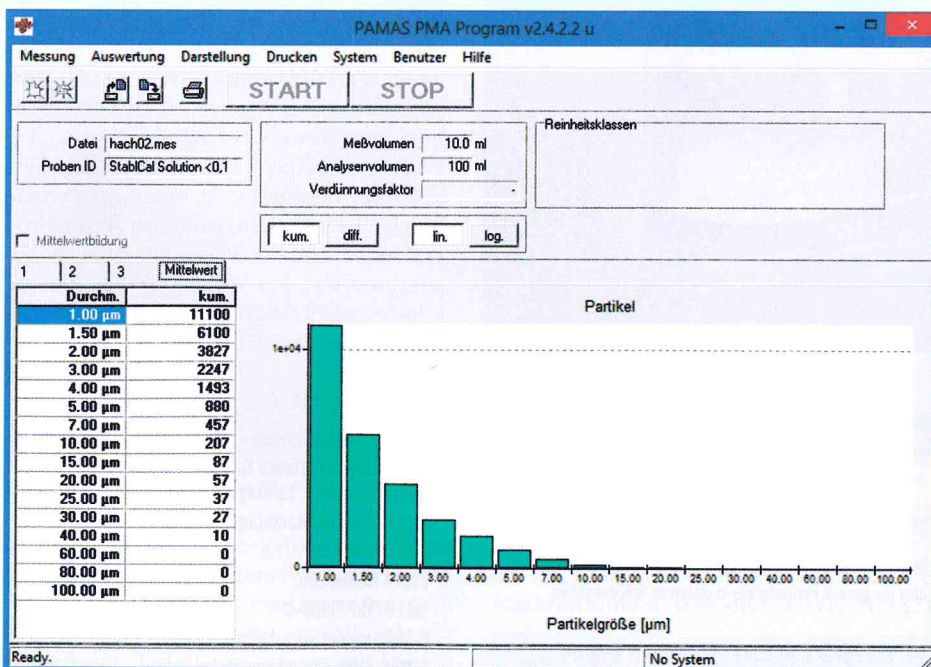 PAMAS PMA Program v2.4.2.2 u
Messung Auswertung Darstellung Drucken System Benutzer Hilfe
START STOP
Datei hach02.mes
Proben ID StablCal Solution <0,1
Meßvolumen 10.0 ml
Analysenvolumen 100 ml
Verdünnungsfaktor -
Reinheitsklassen
Mittelwertbildung
kum. diff. lin. log.
1 2 3 Mittelwert
Durchm. kum.
1.00 µm 11100
1.50 µm 6100
2.00 µm 3827
3.00 µm 2247
4.00 µm 1493
5.00 µm 880
7.00 µm 457
10.00 µm 207
15.00 µm 87
20.00 µm 57
25.00 µm 37
30.00 µm 27
40.00 µm 10
60.00 µm 0
80.00 µm 0
100.00 µm 0
Partikel
1e+04
0
1.00 1.50 2.00 3.00 4.00 5.00 7.00 10.00 15.00 20.00 25.00 30.00 40.00 60.00 80.00 100.00
Partikelgröße [µm]
Ready.
No System